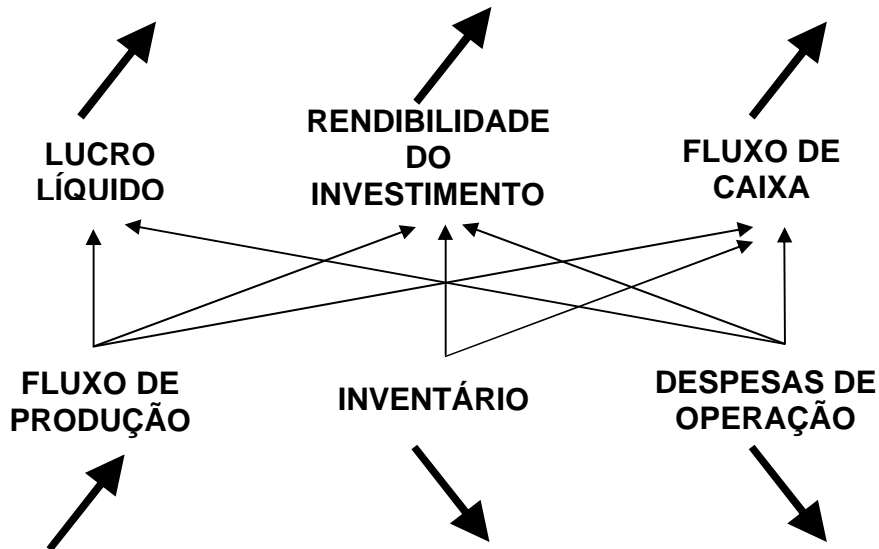 LUCRO
LÍQUIDO
RENDIBILIDADE
DO
INVESTIMENTO
FLUXO DE
CAIXA
FLUXO DE
PRODUÇÃO
INVENTÁRIO
DESPESAS DE
OPERAÇÃO